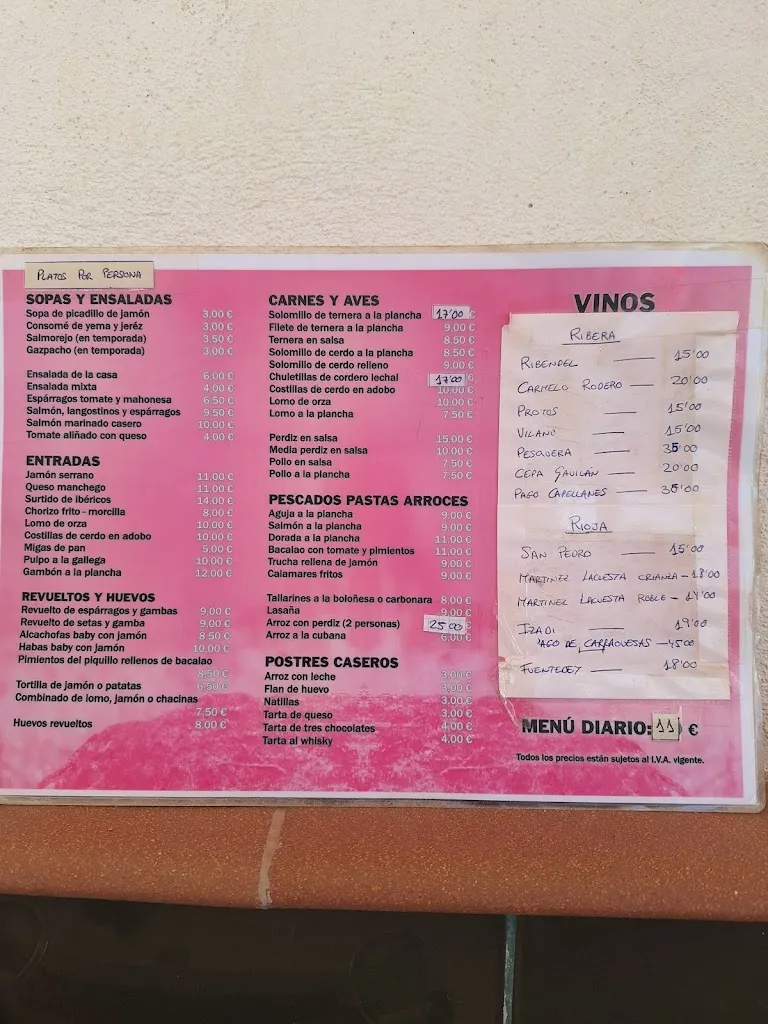 PLATOS POR PERSONA
SOPAS Y ENSALADAS
Sopa de picadillo de jamón 3,00 €
Consomé de yema y jeréz 3,00 €
Salmorejo (en temporada) 3,50 €
Gazpacho (en temporada) 3,00 €
Ensalada de la casa 6,00 €
Ensalada mixta 4,00 €
Espárragos tomate y mahonesa 6,50 €
Salmón, langostinos y espárragos 9,50 €
Salmón marinado casero 10,00 €
Tomate aliñado con queso 4,00 €
ENTRADAS
Jamón serrano 11,00 €
Queso manchego 11,00 €
Surtido de ibéricos 14,00 €
Chorizo frito - morcilla 8,00 €
Lomo de orza 10,00 €
Costillas de cerdo en adobo 10,00 €
Migas de pan 5,00 €
Pulpo a la gallega 10,00 €
Gambón a la plancha 12,00 €
REVUELTOS Y HUEVOS
Revuelto de espárragos y gambas 9,00 €
Revuelto de setas y gamba 9,00 €
Alcachofas baby con jamón 8,50 €
Habas baby con jamón 10,00 €
Pimientos del piquillo rellenos de bacalao
8,50 €
Tortilla de jamón o patatas 6,50 €
Combinado de lomo, jamón o chacinas
7,50 €
Huevos revueltos 8,00 €
CARNES Y AVES
Solomillo de ternera a la plancha 17'00 €
Filete de ternera a la plancha 9,00 €
Ternera en salsa 8,50 €
Solomillo de cerdo a la plancha 8,50 €
Solomillo de cerdo relleno 9,00 €
Chuletillas de cordero lechal 17'00
Costillas de cerdo en adobo 10,00 €
Lomo de orza 10,00 €
Lomo a la plancha 7,50 €
Perdiz en salsa 15,00 €
Media perdiz en salsa 10,00 €
Pollo en salsa 7,50 €
Pollo a la plancha 7,50 €
PESCADOS PASTAS ARROCES
Aguja a la plancha 9,00 €
Salmón a la plancha 9,00 €
Dorada a la plancha 11,00 €
Bacalao con tomate y pimientos 11,00 €
Trucha rellena de jamón 9,00 €
Calamares fritos 9,00 €
Tallarines a la boloñesa o carbonara 8,00 €
Lasaña 9,00 €
Arroz con perdiz (2 personas) 25'00
Arroz a la cubana 6,00 €
POSTRES CASEROS
Arroz con leche 3,00 €
Flan de huevo 3,00 €
Natillas 3,00 €
Tarta de queso 3,00 €
Tarta de tres chocolates 4,00 €
Tarta al whisky 4,00 €
VINOS
RIBERA
RIBENDEL — 15'00
CARMELO RODERO — 20'00
PROTOS — 15'00
VILANO — 15'00
PESQUERA — 35'00
CEPA GAVILÁN — 20'00
PAGO CAPELLANES — 30'00
RIOJA
SAN PEDRO — 15'00
MARTINEZ LACUESTA CRIANZA - 18'00
MARTINEZ LACUESTA ROBLE - 14'00
IZADI 19'00
PAGO DE CARRAOUESAS — 45'00
18'00
MENÚ DIARIO: 11 €
Todos los precios están sujetos al I.V.A. vigente.